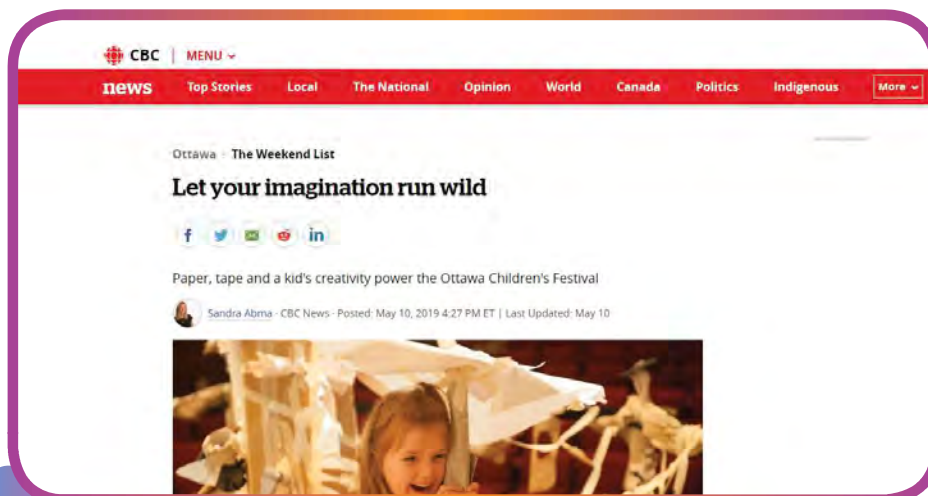 CBC | MENU
news Top Stories Local The National Opinion World Canada Politics Indigenous More
Ottawa · The Weekend List
Let your imagination run wild
f in
Paper, tape and a kid's creativity power the Ottawa Children's Festival
Sandra Abma · CBC News · Posted: May 10, 2019 4:27 PM ET | Last Updated: May 10